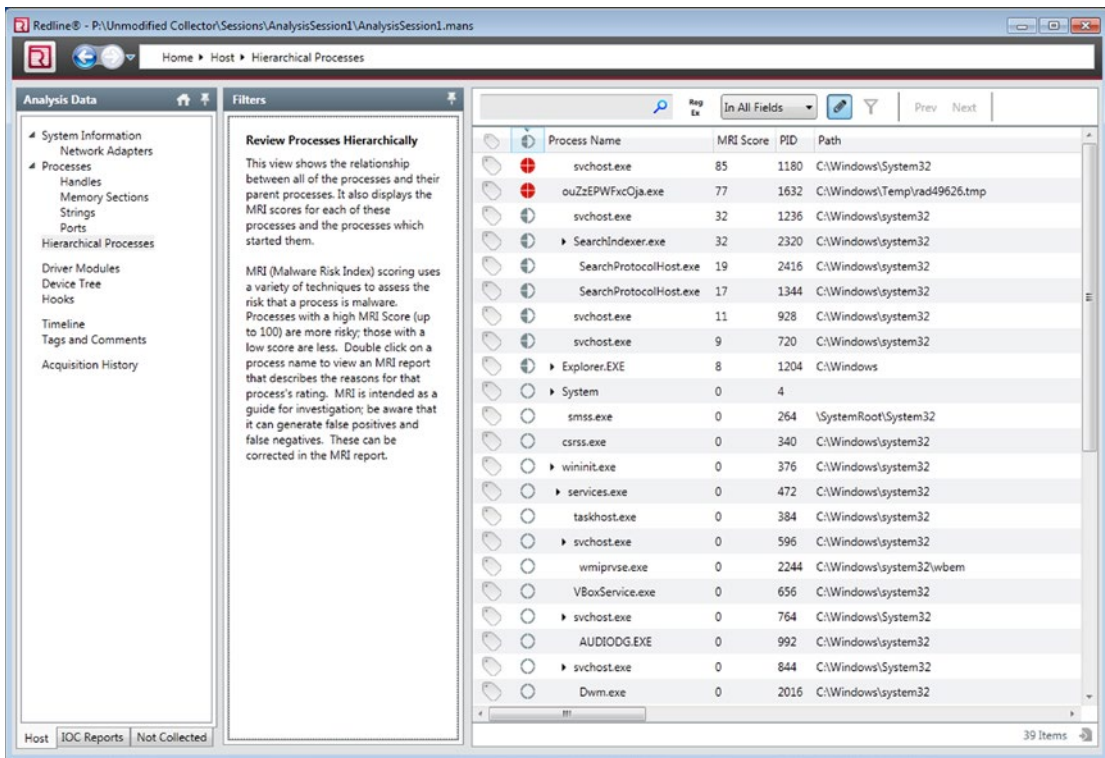 Redline® - P:\Unmodified Collector\Sessions\AnalysisSession1\AnalysisSession1.mans
Home ▸ Host ▸ Hierarchical Processes
Analysis Data
System Information
Network Adapters
Processes
Handles
Memory Sections
Strings
Ports
Hierarchical Processes
Driver Modules
Device Tree
Hooks
Timeline
Tags and Comments
Acquisition History
Host IOC Reports Not Collected
Filters
Review Processes Hierarchically
This view shows the relationship
between all of the processes and their
parent processes. It also displays the
MRI scores for each of these
processes and the processes which
started them.
MRI (Malware Risk Index) scoring uses
a variety of techniques to assess the
risk that a process is malware.
Processes with a high MRI Score (up
to 100) are more risky; those with a
low score are less. Double click on a
process name to view an MRI report
that describes the reasons for that
process's rating. MRI is intended as a
guide for investigation; be aware that
it can generate false positives and
false negatives. These can be
corrected in the MRI report.
Reg Ex In All Fields Prev Next
Process Name MRI Score PID Path
svchost.exe 85 1180 C:\Windows\System32
ouZzEPWFxcOja.exe 77 1632 C:\Windows\Temp\rad49626.tmp
svchost.exe 32 1236 C:\Windows\system32
SearchIndexer.exe 32 2320 C:\Windows\system32
SearchProtocolHost.exe 19 2416 C:\Windows\system32
SearchProtocolHost.exe 17 1344 C:\Windows\system32
svchost.exe 11 928 C:\Windows\system32
svchost.exe 9 720 C:\Windows\system32
Explorer.EXE 8 1204 C:\Windows
System 0 4
smss.exe 0 264 \SystemRoot\System32
csrss.exe 0 340 C:\Windows\system32
wininit.exe 0 376 C:\Windows\system32
services.exe 0 472 C:\Windows\system32
taskhost.exe 0 384 C:\Windows\system32
svchost.exe 0 596 C:\Windows\system32
wmiprvse.exe 0 2244 C:\Windows\system32\wbem
VBoxService.exe 0 656 C:\Windows\system32
svchost.exe 0 764 C:\Windows\System32
AUDIODG.EXE 0 992 C:\Windows\system32
svchost.exe 0 844 C:\Windows\System32
Dwm.exe 0 2016 C:\Windows\system32
39 Items